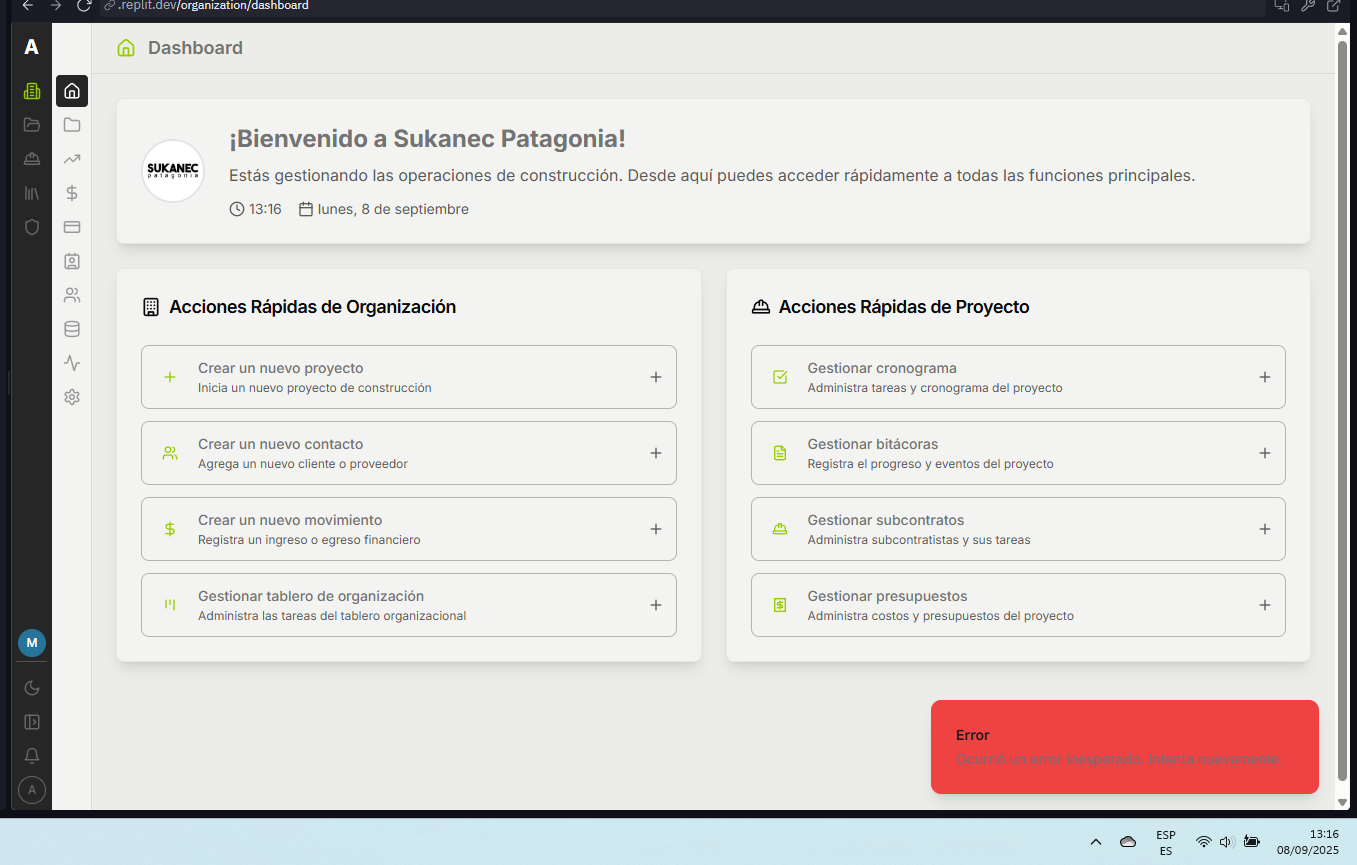 .replit.dev/organization/dashboard
A
Dashboard
¡Bienvenido a Sukanec Patagonia!
SUKANEC
patagonia
Estás gestionando las operaciones de construcción. Desde aquí puedes acceder rápidamente a todas las funciones principales.
13:16 lunes, 8 de septiembre
Acciones Rápidas de Organización
Crear un nuevo proyecto
Inicia un nuevo proyecto de construcción
Crear un nuevo contacto
Agrega un nuevo cliente o proveedor
Crear un nuevo movimiento
Registra un ingreso o egreso financiero
Gestionar tablero de organización
Administra las tareas del tablero organizacional
Acciones Rápidas de Proyecto
Gestionar cronograma
Administra tareas y cronograma del proyecto
Gestionar bitácoras
Registra el progreso y eventos del proyecto
Gestionar subcontratos
Administra subcontratistas y sus tareas
Gestionar presupuestos
Administra costos y presupuestos del proyecto
M
A
Error
Ocurrió un error inesperado. Intenta nuevamente.
ESP
ES
13:16
08/09/2025